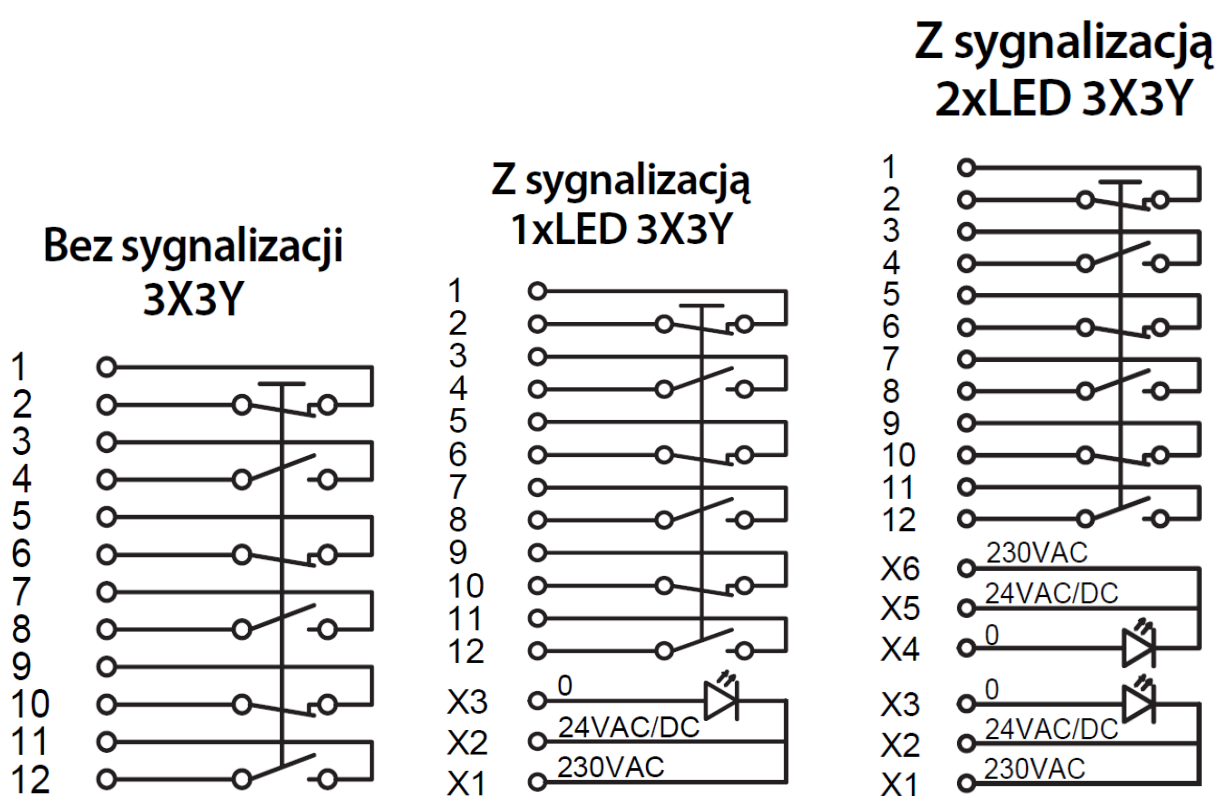 Bez sygnalizacji
3X3Y
1
2
3
4
5
6
7
8
9
10
11
12
Z sygnalizacją
1xLED 3X3Y
1
2
3
4
5
6
7
8
9
10
11
12
X3 0
X2 24VAC/DC
X1 230VAC
Z sygnalizacją
2xLED 3X3Y
1
2
3
4
5
6
7
8
9
10
11
12
X6 230VAC
X5 24VAC/DC
X4 0
X3 0
X2 24VAC/DC
X1 230VAC